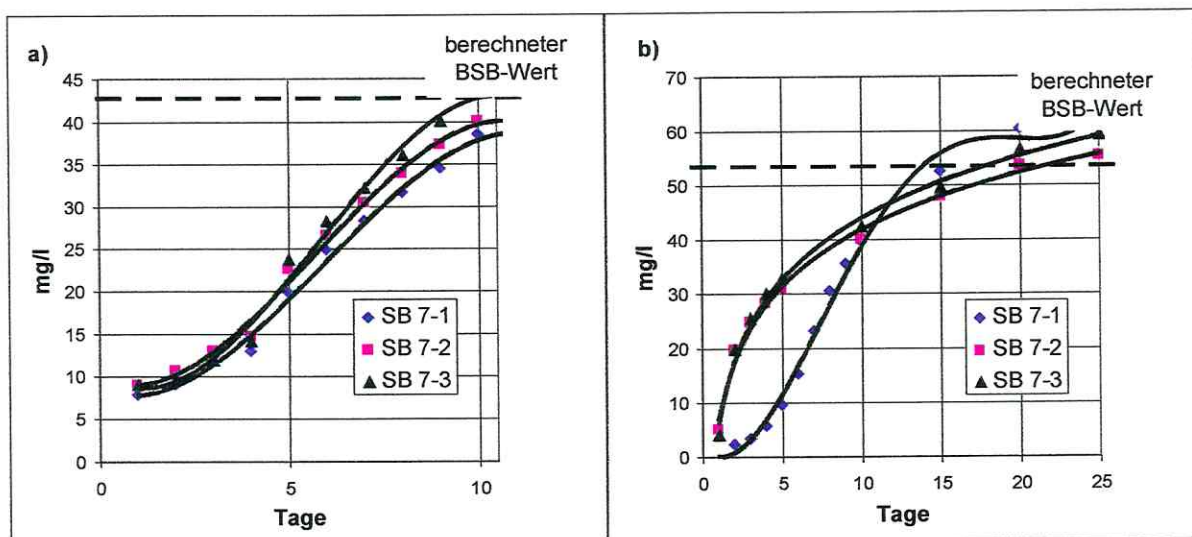 a)
berechneter
BSB-Wert
45
40
35
30
25
20
15
10
5
0
mg/l
SB 7-1
SB 7-2
SB 7-3
0 5 10
Tage
b)
berechneter
BSB-Wert
70
60
50
40
30
20
10
0
mg/l
SB 7-1
SB 7-2
SB 7-3
0 5 10 15 20 25
Tage